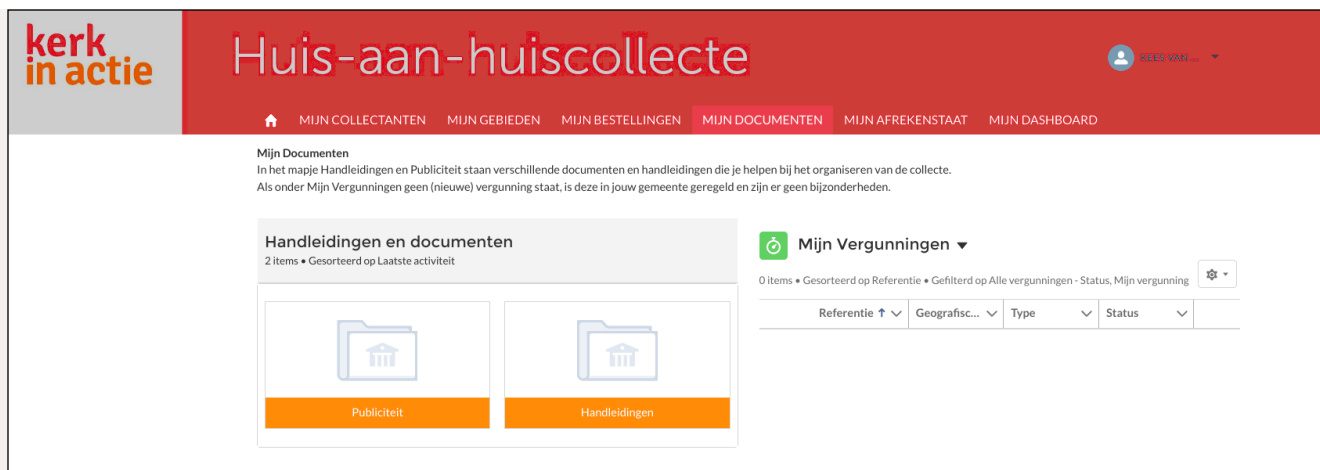 kerk
in actie
Huis-aan-huiscollecte
KEES VAN ...
MIJN COLLECTANTEN MIJN GEBIEDEN MIJN BESTELLINGEN MIJN DOCUMENTEN MIJN AFREKENSTAAT MIJN DASHBOARD
Mijn Documenten
In het mapje Handleidingen en Publiciteit staan verschillende documenten en handleidingen die je helpen bij het organiseren van de collecte.
Als onder Mijn Vergunningen geen (nieuwe) vergunning staat, is deze in jouw gemeente geregeld en zijn er geen bijzonderheden.
Handleidingen en documenten
2 items • Gesorteerd op Laatste activiteit
Publiciteit
Handleidingen
Mijn Vergunningen
0 items • Gesorteerd op Referentie • Gefilterd op Alle vergunningen - Status, Mijn vergunning
Referentie ↑ Geografisc... Type Status